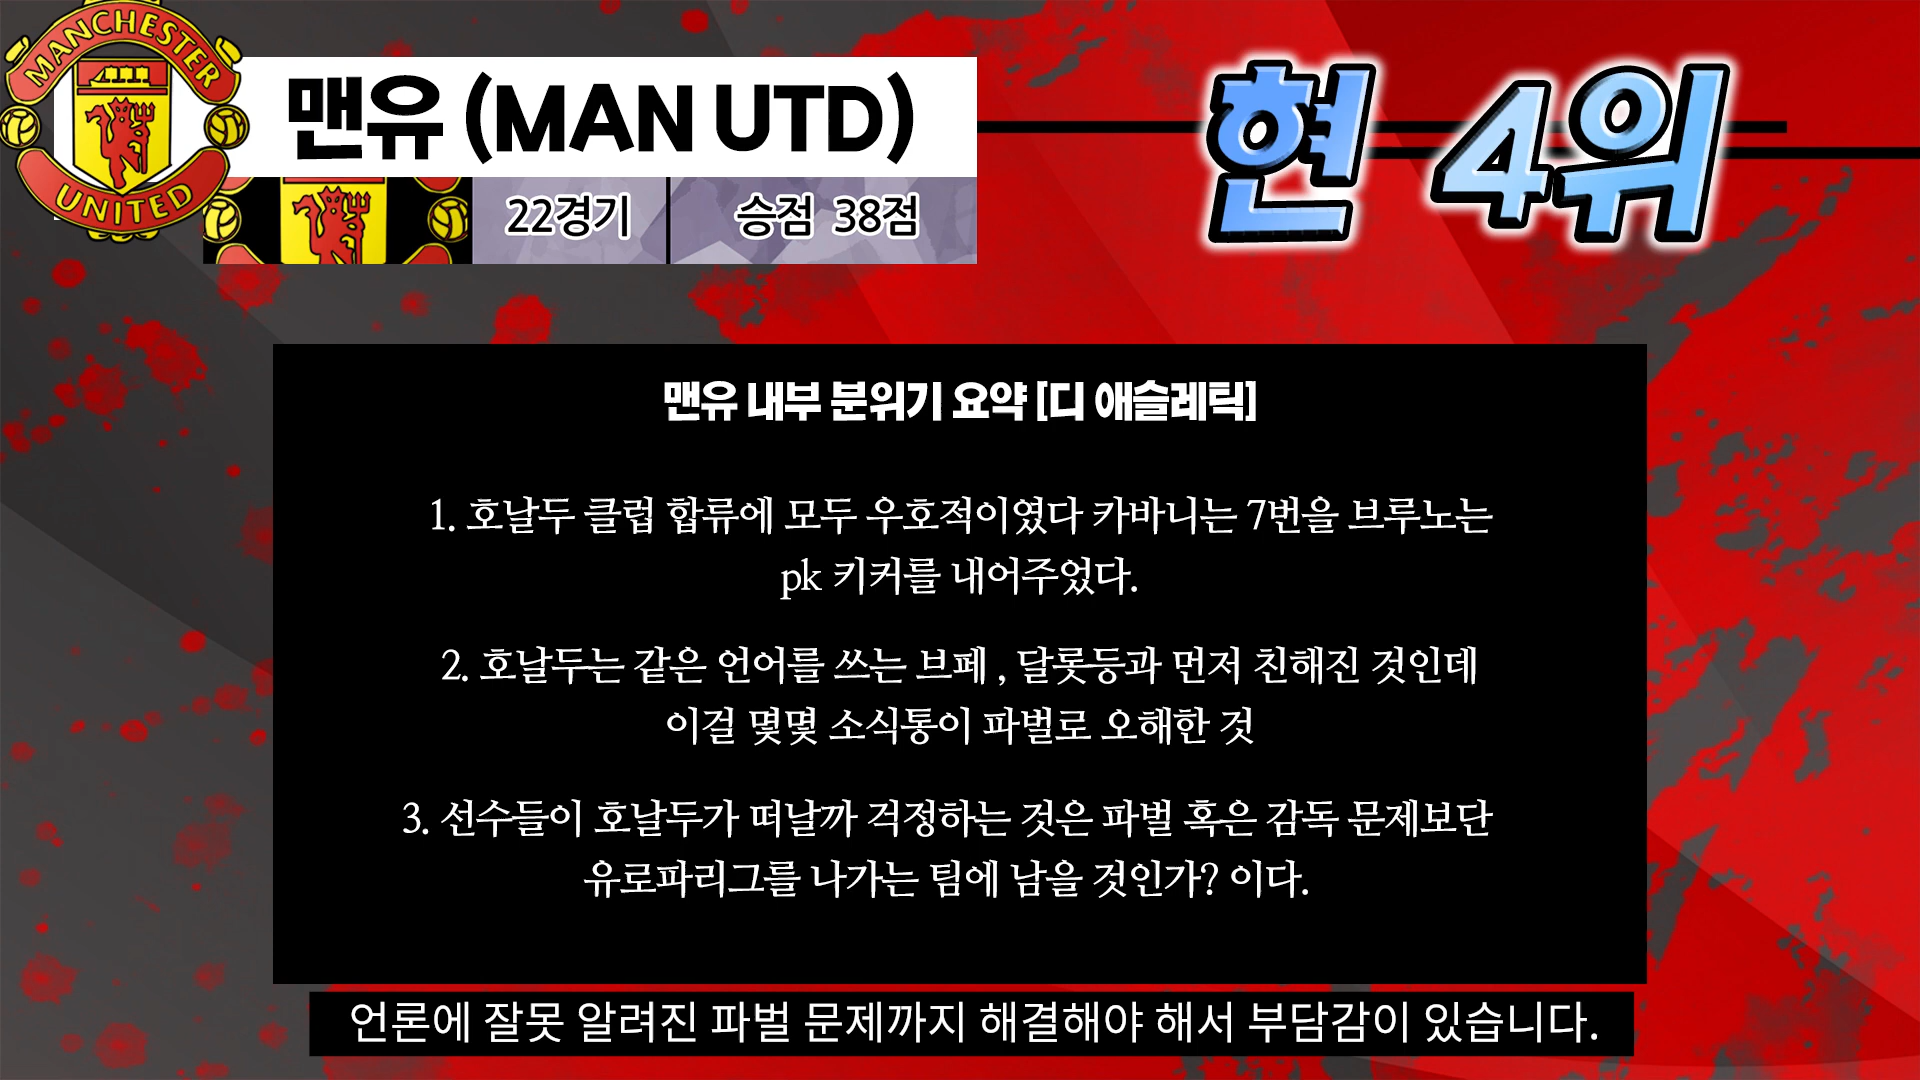 MANCHESTER
UNITED
맨유 (MAN UTD)
현 4위
22경기
승점 38점
맨유 내부 분위기 요약 [디 애슬레틱]
1. 호날두 클럽 합류에 모두 우호적이였다 카바니는 7번을 브루노는
pk 키커를 내어주었다.
2. 호날두는 같은 언어를 쓰는 브페 , 달롯등과 먼저 친해진 것인데
이걸 몇몇 소식통이 파벌로 오해한 것
3. 선수들이 호날두가 떠날까 걱정하는 것은 파벌 혹은 감독 문제보단
유로파리그를 나가는 팀에 남을 것인가? 이다.
언론에 잘못 알려진 파벌 문제까지 해결해야 해서 부담감이 있습니다.